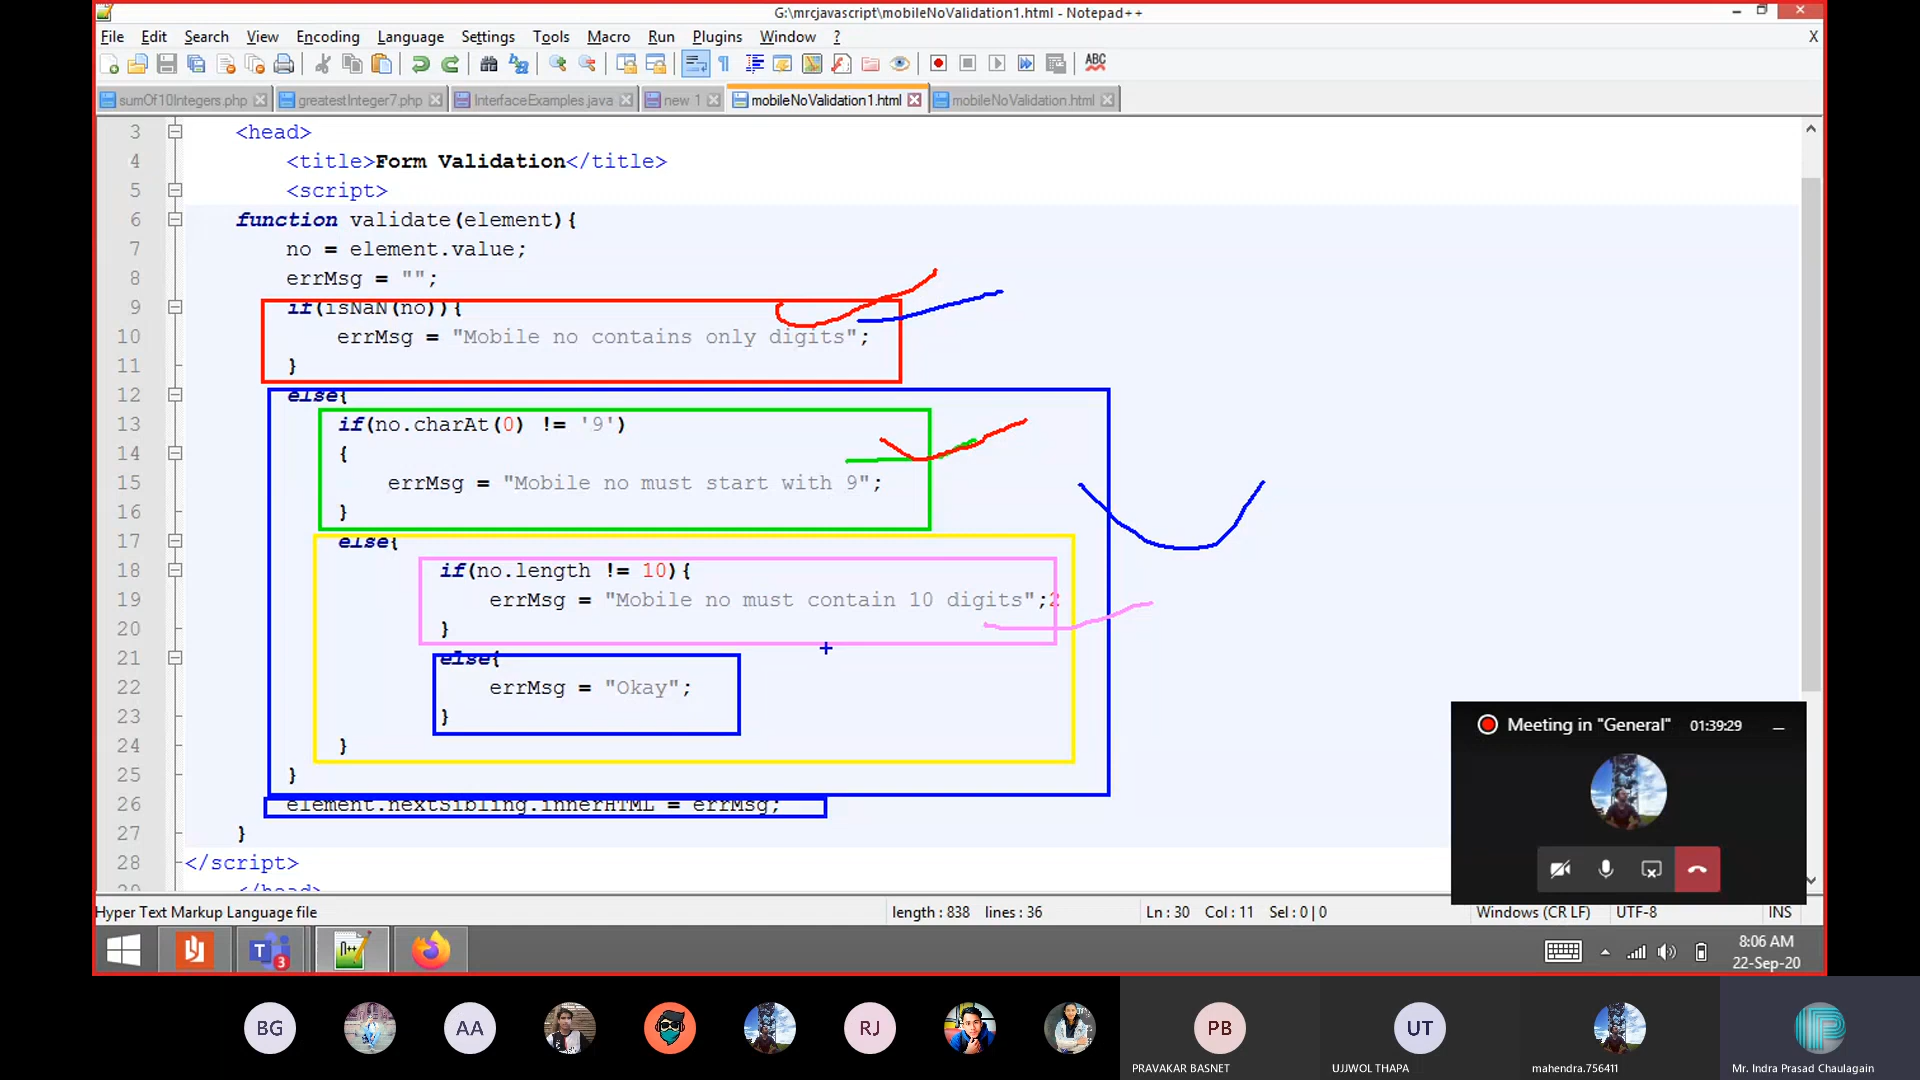 G:\mrcjavascript\mobileNoValidation1.html - Notepad++
File Edit Search View Encoding Language Settings Tools Macro Run Plugins Window ? X
ABC
sumOf10Integers.php greatestInteger7.php InterfaceExamples.java new 1 mobileNoValidation1.html mobileNoValidation.html
3 <head>
4 <title>Form Validation</title>
5 <script>
6 function validate(element){
7 no = element.value;
8 errMsg = "";
9 if(isNaN(no)){
10 errMsg = "Mobile no contains only digits";
11 }
12 else{
13 if(no.charAt(0) != '9')
14 {
15 errMsg = "Mobile no must start with 9";
16 }
17 else{
18 if(no.length != 10){
19 errMsg = "Mobile no must contain 10 digits";2
20 }
21 else{
22 errMsg = "Okay";
23 }
24 }
25 }
26 element.nextSibling.innerHTML = errMsg;
27 }
28 </script>
29 </head>
Meeting in "General" 01:39:29
Hyper Text Markup Language file length : 838 lines : 36 Ln : 30 Col : 11 Sel : 0 | 0 Windows (CR LF) UTF-8 INS
T 3 n++ 8:06 AM
22-Sep-20
BG AA RJ PB UT
PRAVAKAR BASNET UJJWOL THAPA mahendra.756411 Mr. Indra Prasad Chaulagain